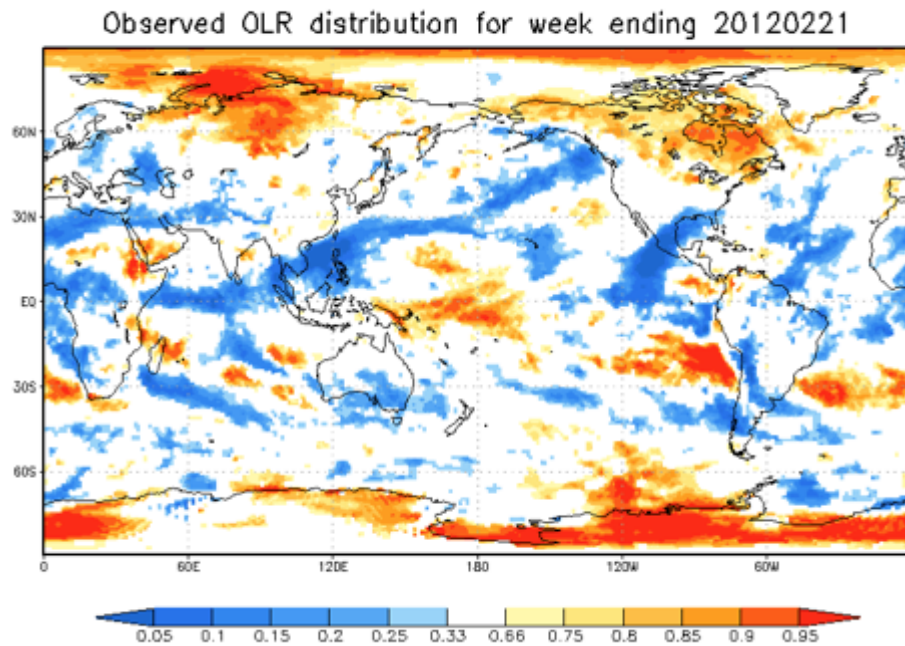 Observed OLR distribution for week ending 20120221
60N
30N
EQ
30S
60S
0 60E 120E 180 120W 60W
0.05 0.1 0.15 0.2 0.25 0.33 0.66 0.75 0.8 0.85 0.9 0.95